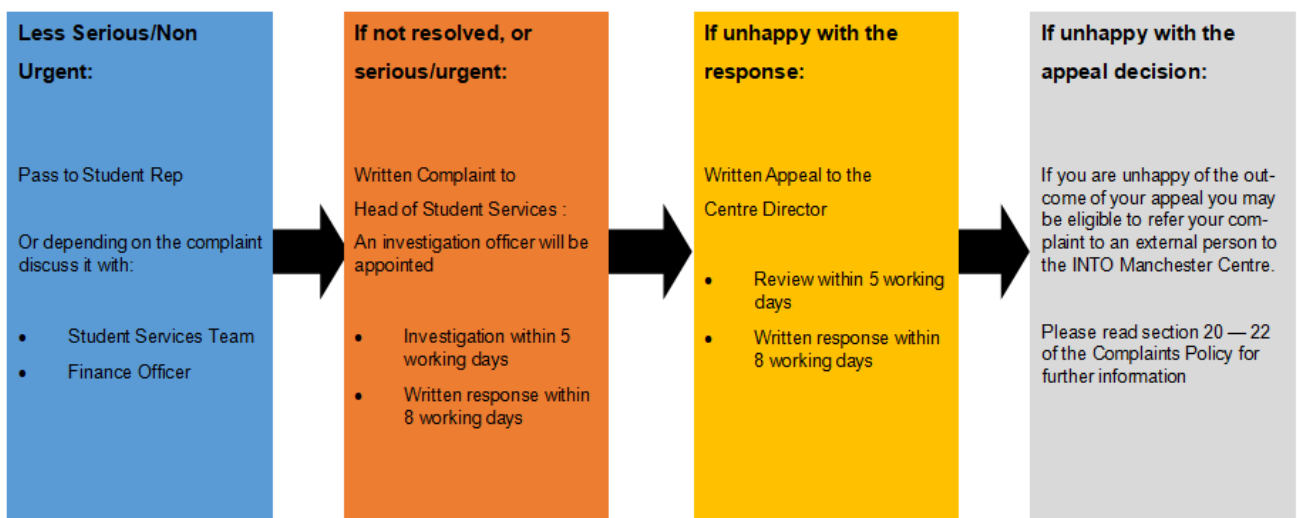 Less Serious/Non
Urgent:
Pass to Student Rep
Or depending on the complaint
discuss it with:
• Student Services Team
• Finance Officer
If not resolved, or
serious/urgent:
Written Complaint to
Head of Student Services :
An investigation officer will be
appointed
• Investigation within 5
working days
• Written response within
8 working days
If unhappy with the
response:
Written Appeal to the
Centre Director
• Review within 5 working
days
• Written response within
8 working days
If unhappy with the
appeal decision:
If you are unhappy of the out-
come of your appeal you may
be eligible to refer your com-
plaint to an external person to
the INTO Manchester Centre.
Please read section 20 — 22
of the Complaints Policy for
further information